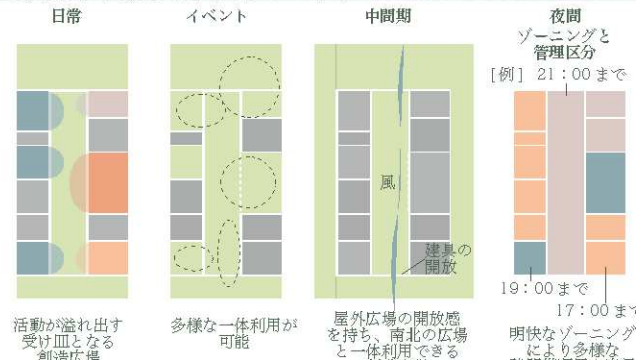 日常
活動が溢れ出す
受け皿となる
創造広場
イベント
多様な一体利用が
可能
中間期
風
建具の
開放
屋外広場の開放感
を持ち、南北の広場
と一体利用できる
夜間
ゾーニングと
管理区分
[例] 21:00まで
19:00まで
17:00まで
明快なゾーニング
により多様な